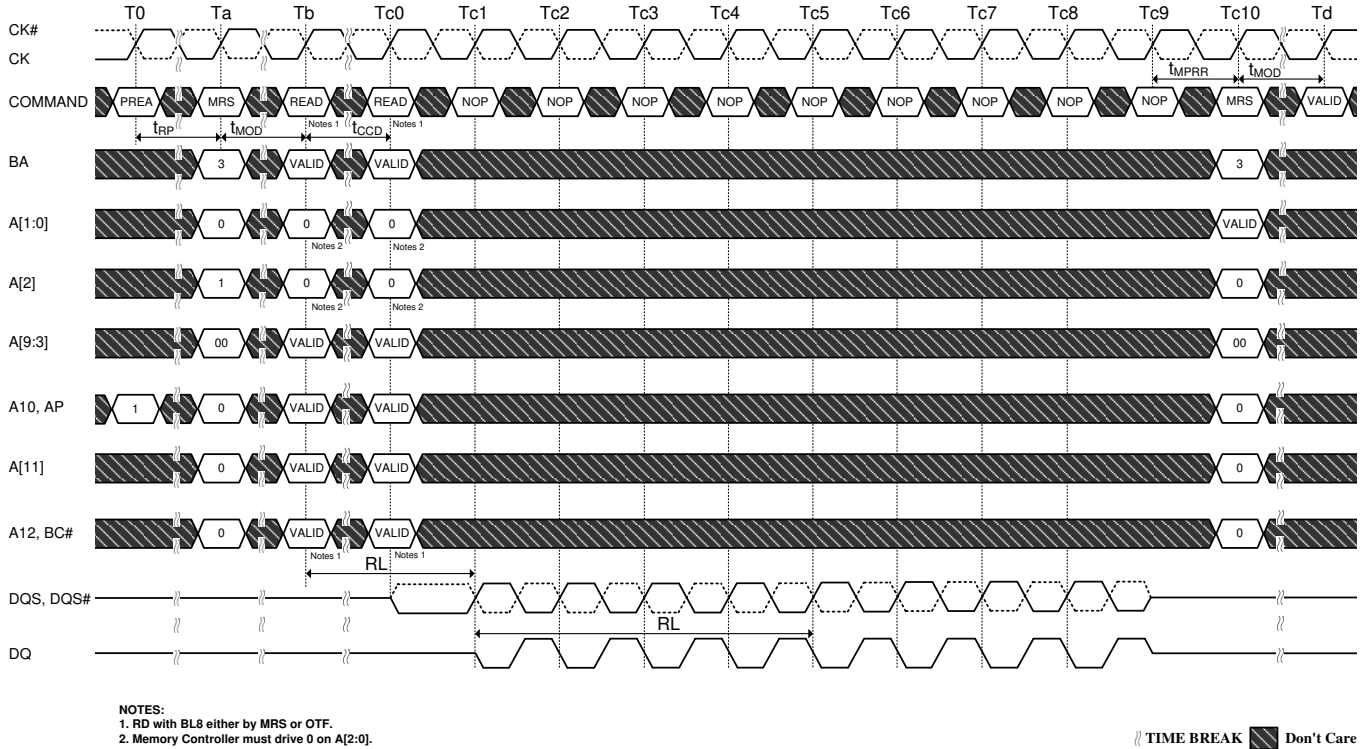 T0 Ta Tb Tc0 Tc1 Tc2 Tc3 Tc4 Tc5 Tc6 Tc7 Tc8 Tc9 Tc10 Td
CK#
CK
tMPRR tMOD
COMMAND PREA MRS READ READ NOP NOP NOP NOP NOP NOP NOP NOP NOP MRS VALID
Notes 1 Notes 1
tRP tMOD tCCD
BA 3 VALID VALID 3
A[1:0] 0 0 0 VALID
Notes 2 Notes 2
A[2] 1 0 0 0
Notes 2 Notes 2
A[9:3] 00 VALID VALID 00
A10, AP 1 0 VALID VALID 0
A[11] 0 VALID VALID 0
A12, BC# 0 VALID VALID 0
Notes 1 Notes 1
RL
DQS, DQS#
RL
DQ
NOTES:
1. RD with BL8 either by MRS or OTF.
2. Memory Controller must drive 0 on A[2:0].
TIME BREAK Don't Care